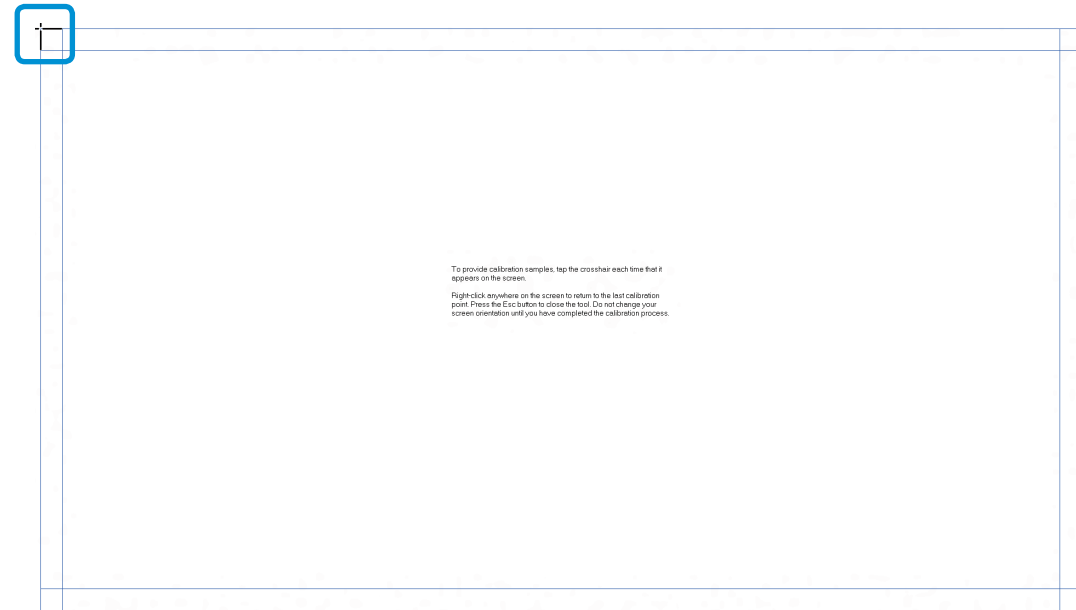 To provide calibration samples, tap the crosshair each time that it
appears on the screen.
Right-click anywhere on the screen to return to the last calibration
point. Press the Esc button to close the tool. Do not change your
screen orientation until you have completed the calibration process.